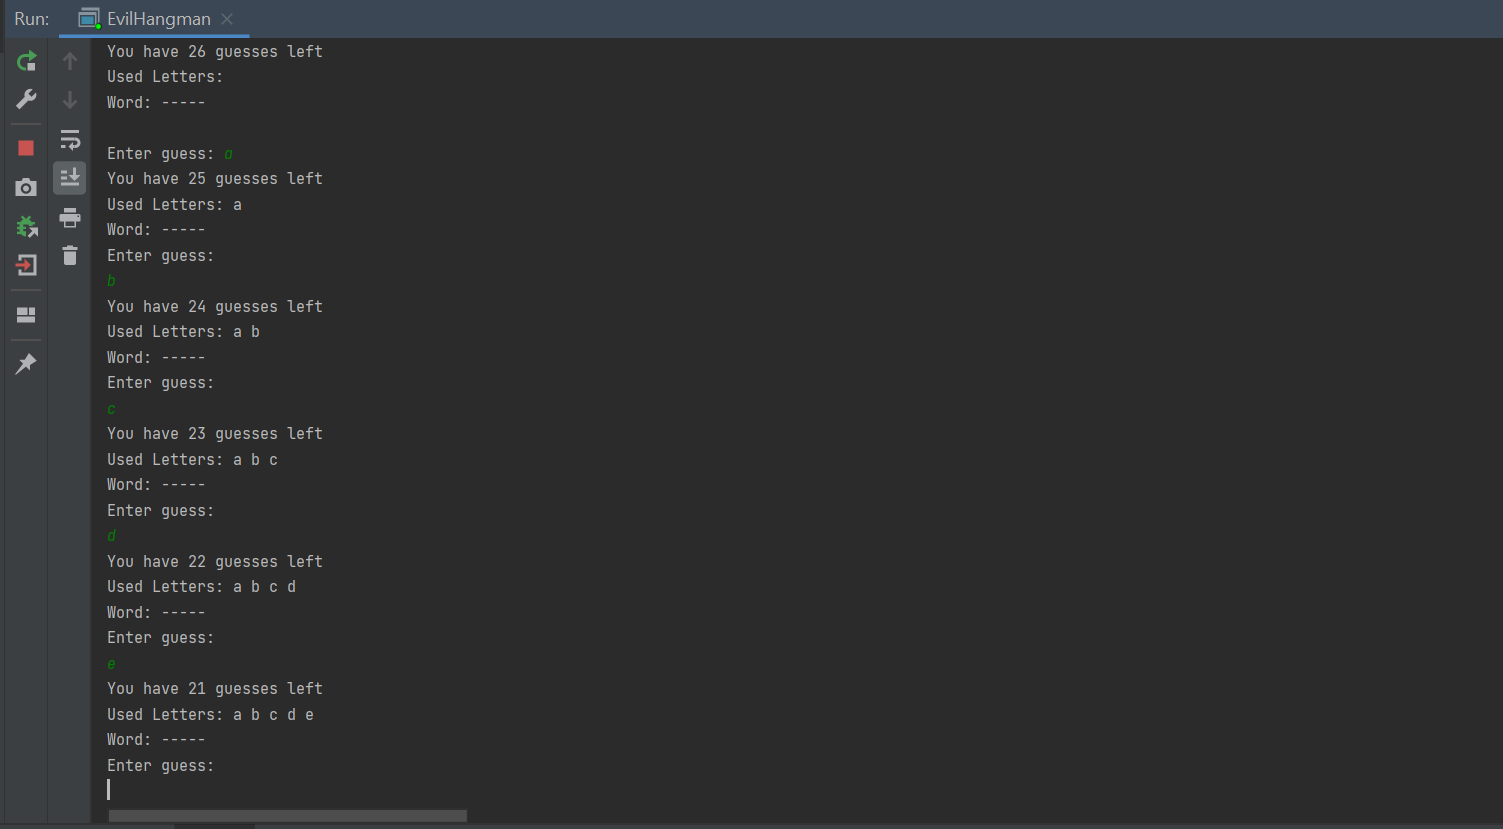 Run: EvilHangman
You have 26 guesses left
Used Letters:
Word: -----
Enter guess: a
You have 25 guesses left
Used Letters: a
Word: -----
Enter guess:
b
You have 24 guesses left
Used Letters: a b
Word: -----
Enter guess:
c
You have 23 guesses left
Used Letters: a b c
Word: -----
Enter guess:
d
You have 22 guesses left
Used Letters: a b c d
Word: -----
Enter guess:
e
You have 21 guesses left
Used Letters: a b c d e
Word: -----
Enter guess: